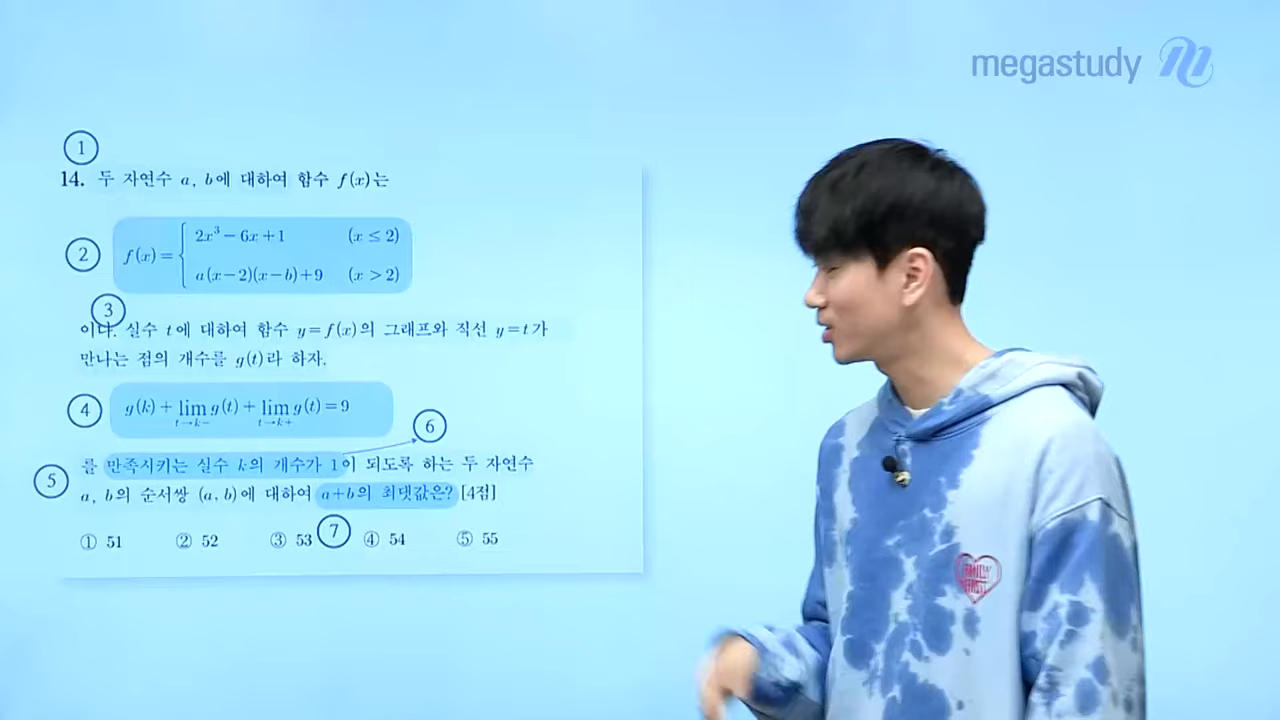 megastudy
①
14. 두 자연수 a, b에 대하여 함수 f(x)는
② f(x) = { 2x³ − 6x + 1 (x ≤ 2)
a(x−2)(x−b)+9 (x > 2)
③
이다. 실수 t에 대하여 함수 y=f(x)의 그래프와 직선 y=t가
만나는 점의 개수를 g(t)라 하자.
④ g(k) + lim_{t→k−} g(t) + lim_{t→k+} g(t) = 9
⑥
를 만족시키는 실수 k의 개수가 1이 되도록 하는 두 자연수
⑤
a, b의 순서쌍 (a, b)에 대하여 a+b의 최댓값은? [4점]
⑦
① 51 ② 52 ③ 53 ④ 54 ⑤ 55
FAMILY
FIRST